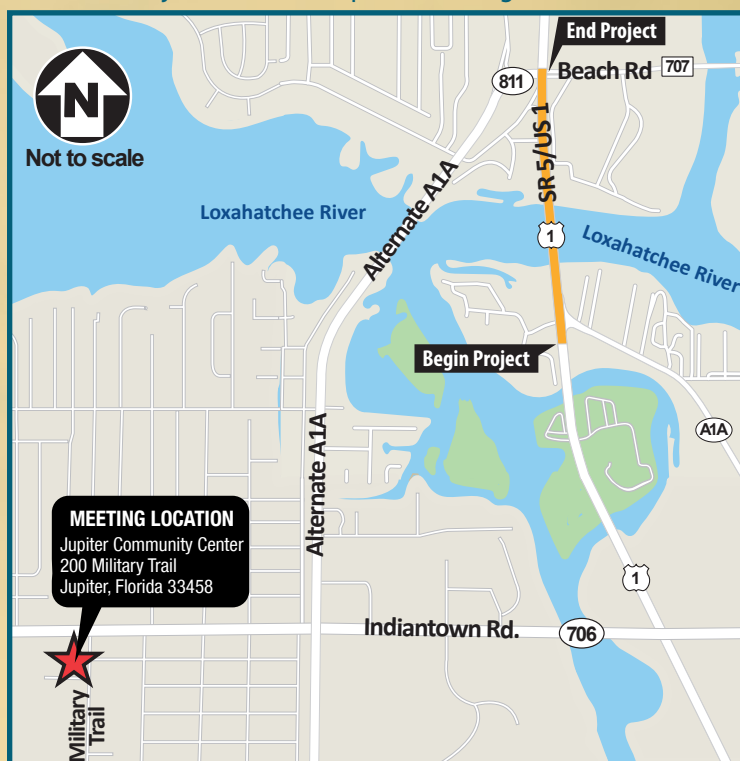 End Project
Beach Rd
707
811
N
Not to scale
SR 5/US 1
Alternate A1A
Loxahatchee River
1
Loxahatchee River
Begin Project
A1A
Alternate A1A
MEETING LOCATION
Jupiter Community Center
200 Military Trail
Jupiter, Florida 33458
1
Indiantown Rd.
706
Military
Trail